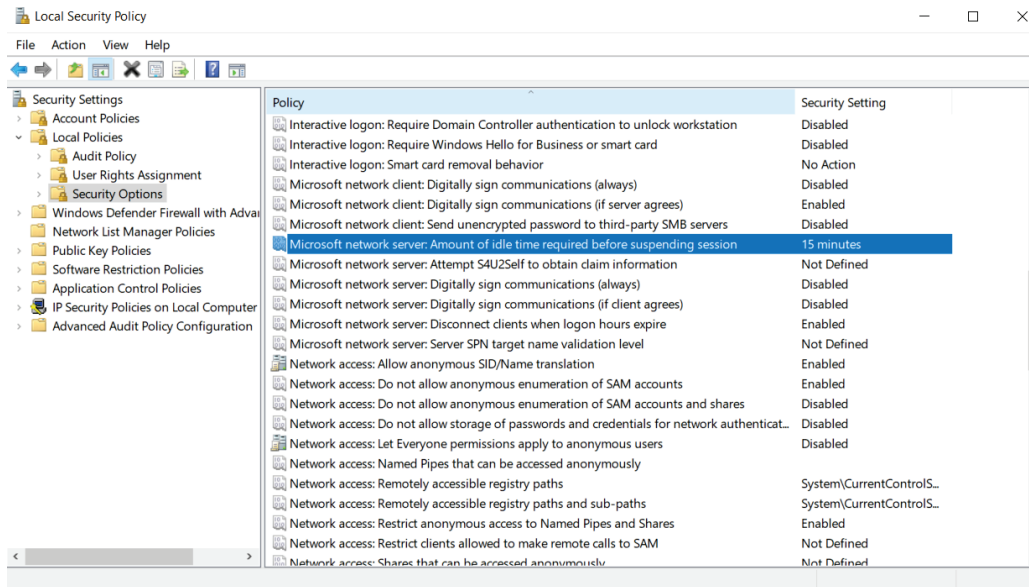 Local Security Policy
File Action View Help
Security Settings
Account Policies
Local Policies
Audit Policy
User Rights Assignment
Security Options
Windows Defender Firewall with Advar
Network List Manager Policies
Public Key Policies
Software Restriction Policies
Application Control Policies
IP Security Policies on Local Computer
Advanced Audit Policy Configuration
Policy Security Setting
Interactive logon: Require Domain Controller authentication to unlock workstation Disabled
Interactive logon: Require Windows Hello for Business or smart card Disabled
Interactive logon: Smart card removal behavior No Action
Microsoft network client: Digitally sign communications (always) Disabled
Microsoft network client: Digitally sign communications (if server agrees) Enabled
Microsoft network client: Send unencrypted password to third-party SMB servers Disabled
Microsoft network server: Amount of idle time required before suspending session 15 minutes
Microsoft network server: Attempt S4U2Self to obtain claim information Not Defined
Microsoft network server: Digitally sign communications (always) Disabled
Microsoft network server: Digitally sign communications (if client agrees) Disabled
Microsoft network server: Disconnect clients when logon hours expire Enabled
Microsoft network server: Server SPN target name validation level Not Defined
Network access: Allow anonymous SID/Name translation Enabled
Network access: Do not allow anonymous enumeration of SAM accounts Enabled
Network access: Do not allow anonymous enumeration of SAM accounts and shares Disabled
Network access: Do not allow storage of passwords and credentials for network authenticat... Disabled
Network access: Let Everyone permissions apply to anonymous users Disabled
Network access: Named Pipes that can be accessed anonymously
Network access: Remotely accessible registry paths System\CurrentControlS...
Network access: Remotely accessible registry paths and sub-paths System\CurrentControlS...
Network access: Restrict anonymous access to Named Pipes and Shares Enabled
Network access: Restrict clients allowed to make remote calls to SAM Not Defined
Network access: Shares that can be accessed anonymously Not Defined